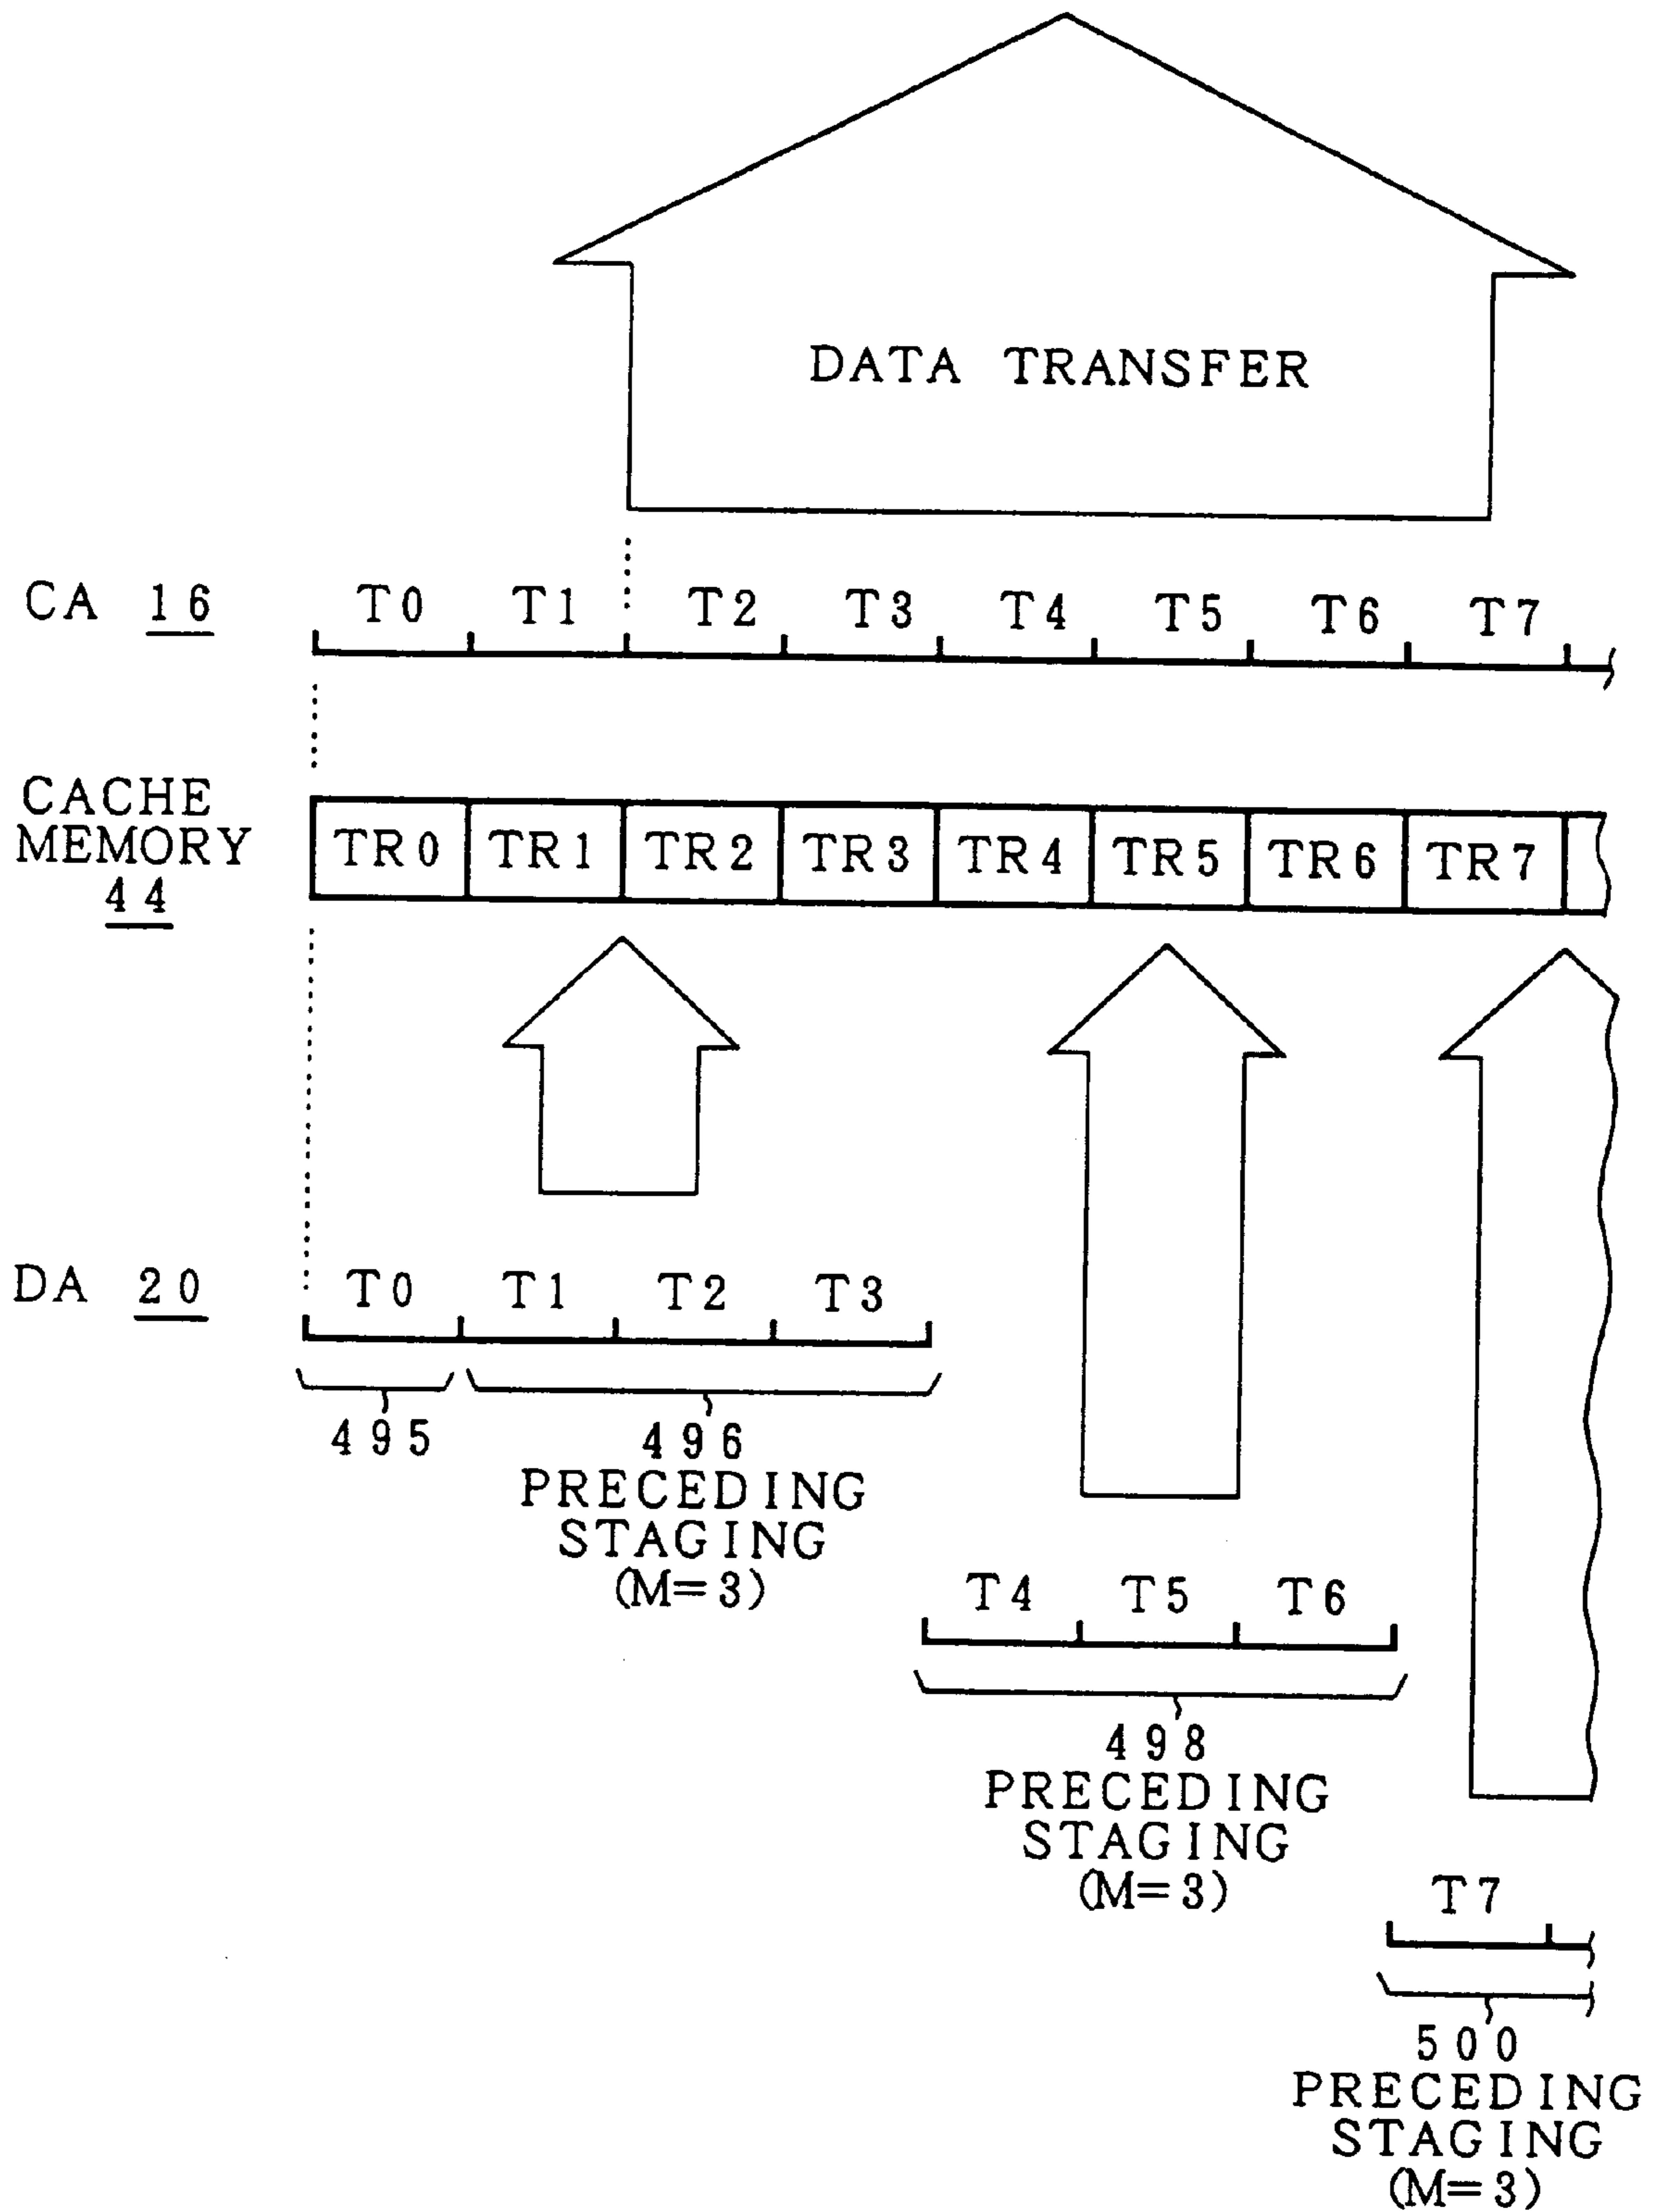 DATA TRANSFER
CA 16 T0 T1 T2 T3 T4 T5 T6 T7
CACHE
MEMORY
44
TR0 TR1 TR2 TR3 TR4 TR5 TR6 TR7
DA 20 T0 T1 T2 T3
495
496
PRECEDING
STAGING
(M=3)
T4 T5 T6
498
PRECEDING
STAGING
(M=3)
T7
500
PRECEDING
STAGING
(M=3)